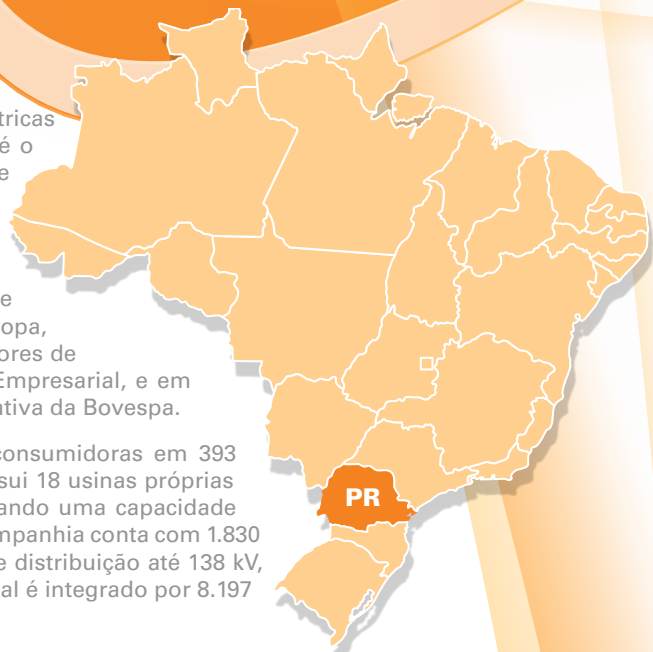 tricas
é o
e
e
opa,
ores de
Empresarial, e em
ativa da Bovespa.
consumidoras em 393
sui 18 usinas próprias
ando uma capacidade
mpanhia conta com 1.830
e distribuição até 138 kV,
al é integrado por 8.197
PR